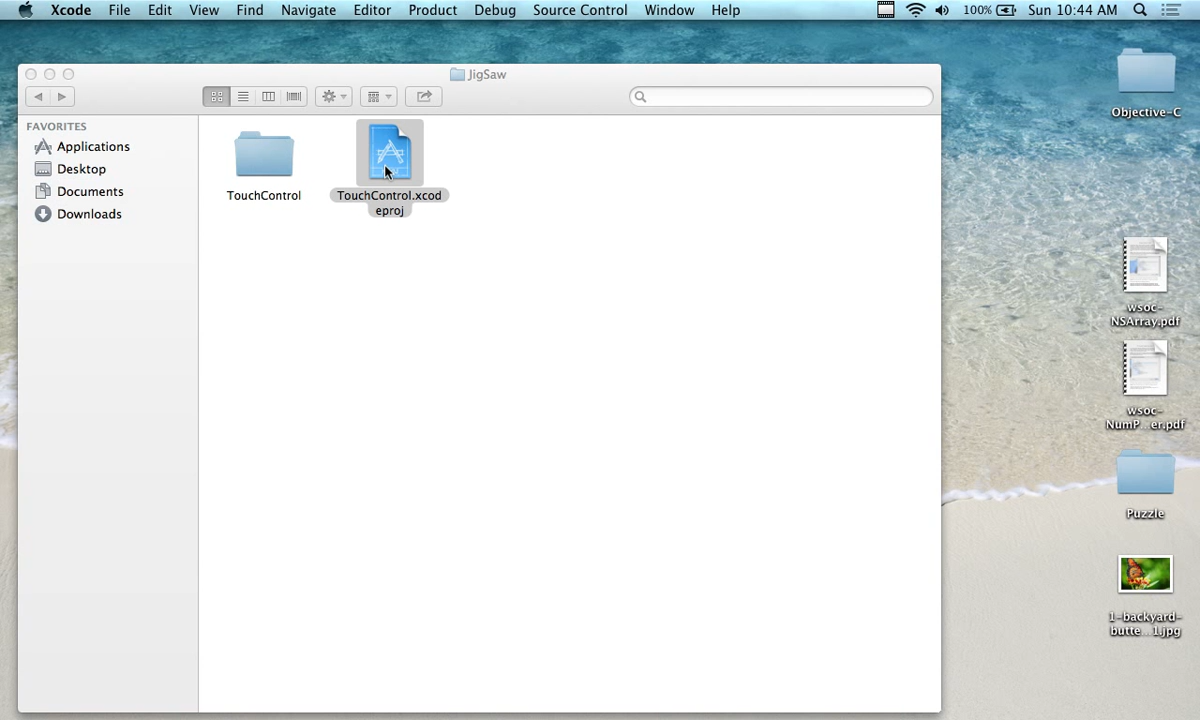 Xcode File Edit View Find Navigate Editor Product Debug Source Control Window Help 100% Sun 10:44 AM
JigSaw
FAVORITES
Applications
Desktop
Documents
Downloads
TouchControl
TouchControl.xcod
eproj
Objective-C
wsoc-
NSArray.pdf
wsoc-
NumP...er.pdf
Puzzle
1-backyard-
butte...1.jpg